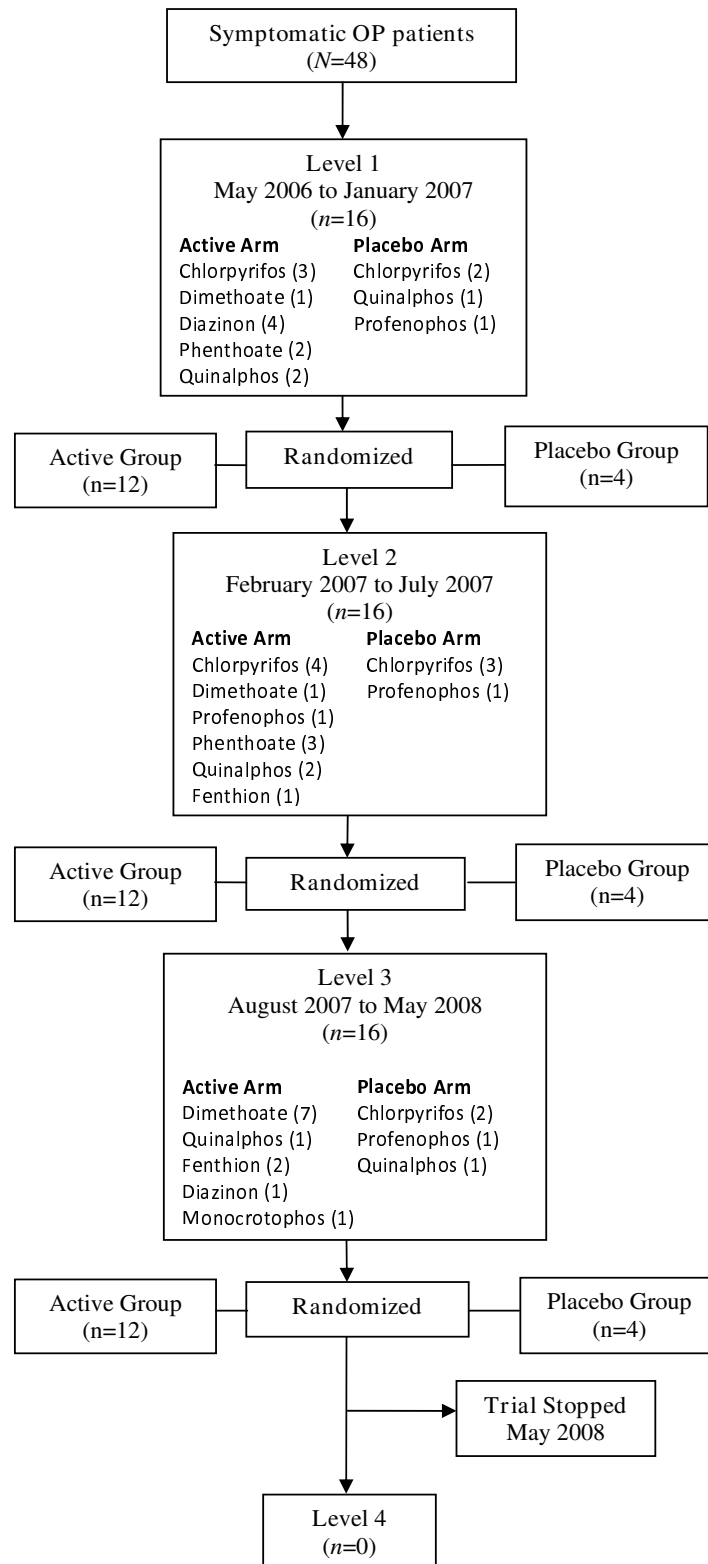 Symptomatic OP patients
(N=48)
Level 1
May 2006 to January 2007
(n=16)
Active Arm Placebo Arm
Chlorpyrifos (3) Chlorpyrifos (2)
Dimethoate (1) Quinalphos (1)
Diazinon (4) Profenophos (1)
Phenthoate (2)
Quinalphos (2)
Active Group
(n=12)
Randomized
Placebo Group
(n=4)
Level 2
February 2007 to July 2007
(n=16)
Active Arm Placebo Arm
Chlorpyrifos (4) Chlorpyrifos (3)
Dimethoate (1) Profenophos (1)
Profenophos (1)
Phenthoate (3)
Quinalphos (2)
Fenthion (1)
Active Group
(n=12)
Randomized
Placebo Group
(n=4)
Level 3
August 2007 to May 2008
(n=16)
Active Arm Placebo Arm
Dimethoate (7) Chlorpyrifos (2)
Quinalphos (1) Profenophos (1)
Fenthion (2) Quinalphos (1)
Diazinon (1)
Monocrotophos (1)
Active Group
(n=12)
Randomized
Placebo Group
(n=4)
Trial Stopped
May 2008
Level 4
(n=0)